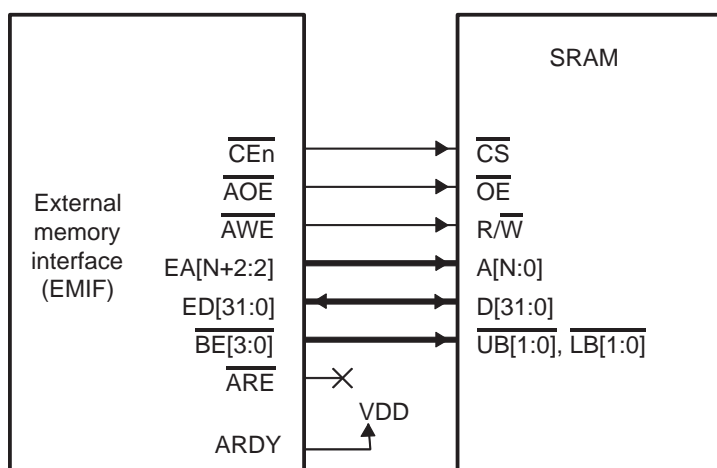 SRAM
CEn
CS
AOE
OE
External
memory
interface
(EMIF)
AWE
R/W
EA[N+2:2]
A[N:0]
ED[31:0]
D[31:0]
BE[3:0]
UB[1:0], LB[1:0]
ARE
VDD
ARDY